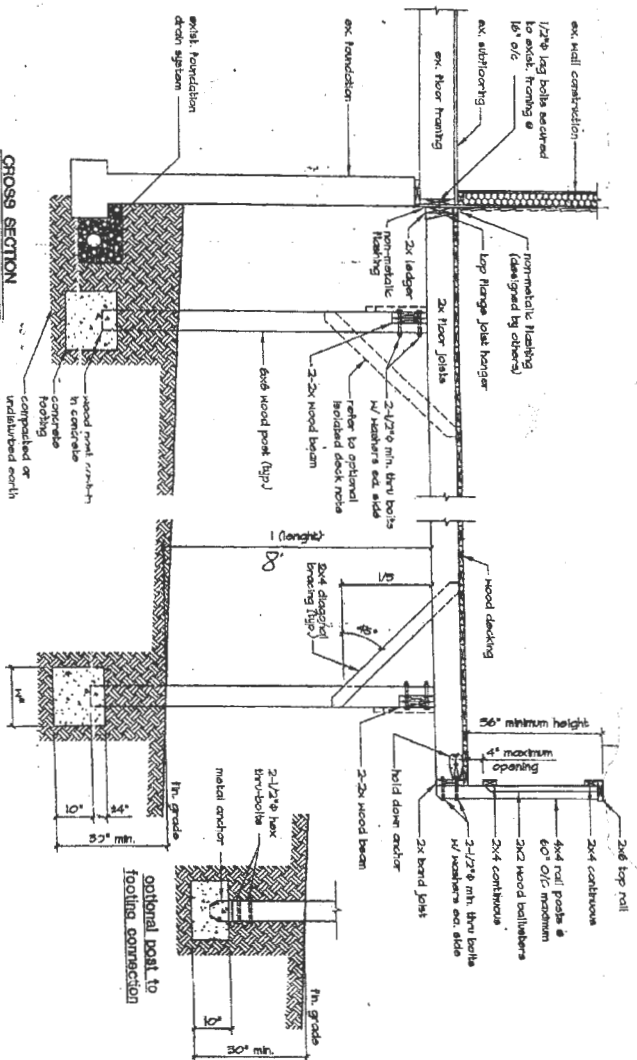 ex. wall construction
1/2"ϕ lag bolts secured
to exist. framing @
16" o/c
ex. subflooring
ex. floor framing
ex. foundation
exist. foundation
drain system
CROSS SECTION
non-metalic flashing
(designed by others)
top flange joist hanger
2x ledger
non-metalic
flashing
2x floor joists
2-1/2"ϕ min. thru bolts
w/ washers ea. side
refer to optional
isolated deck note
2-2x wood beam
6x6 wood post (typ.)
wood post
in concrete
concrete
footing
compacted or
undisturbed earth
wood decking
1 (lenght)
8'
1/5
2x4 diagonal
bracing (typ.)
45°
36" minimum height
4" maximum
opening
2x6 top rail
2x4 continuous
4x4 rail posts @
60" O/C maximum
2x2 wood ballusters
2x4 continuous
2-1/2"ϕ min. thru bolts
w/ washers ea. side
2x band joist
hold down anchor
2-2x wood beam
fin. grade
10"
30" min.
2-1/2"ϕ hex
thru-bolts
metal anchor
fin. grade
10"
30" min.
optional post to
footing connection